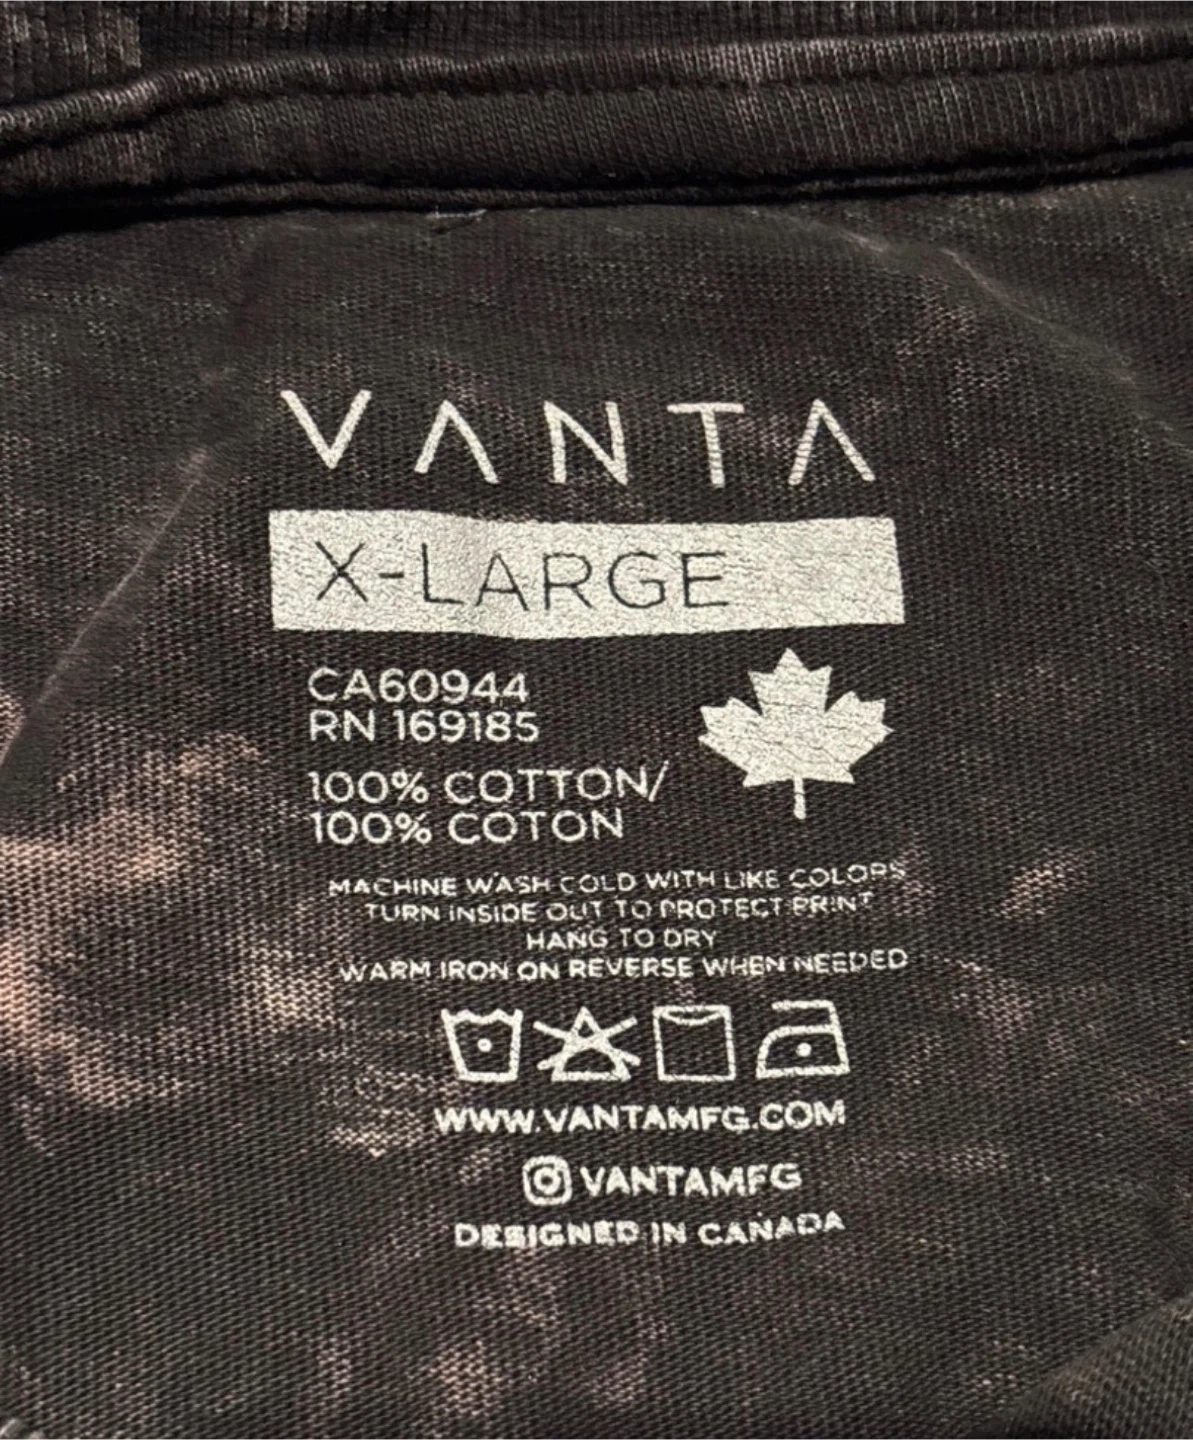 VANTA
X-LARGE
CA60944
RN 169185
100% COTTON/
100% COTON
MACHINE WASH COLD WITH LIKE COLORS
TURN INSIDE OUT TO PROTECT PRINT
HANG TO DRY
WARM IRON ON REVERSE WHEN NEEDED
WWW.VANTAMFG.COM
VANTAMFG
DESIGNED IN CANADA